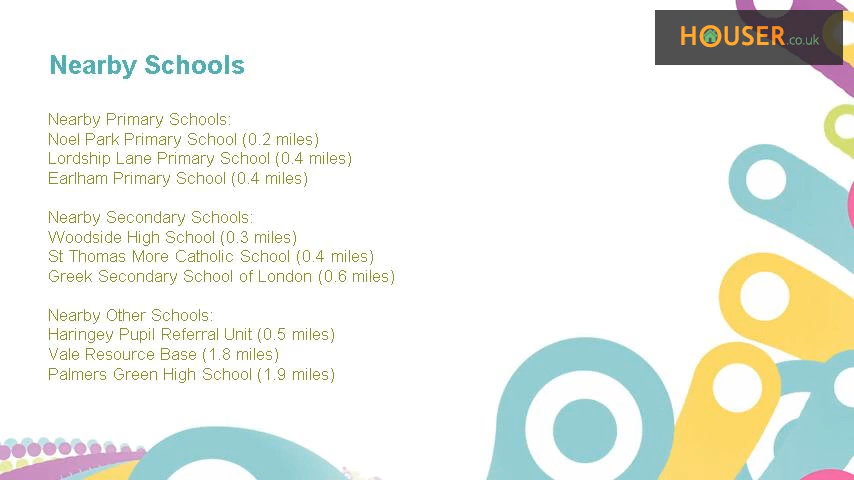 HOUSER.co.uk
Nearby Schools
Nearby Primary Schools:
Noel Park Primary School (0.2 miles)
Lordship Lane Primary School (0.4 miles)
Earlham Primary School (0.4 miles)
Nearby Secondary Schools:
Woodside High School (0.3 miles)
St Thomas More Catholic School (0.4 miles)
Greek Secondary School of London (0.6 miles)
Nearby Other Schools:
Haringey Pupil Referral Unit (0.5 miles)
Vale Resource Base (1.8 miles)
Palmers Green High School (1.9 miles)